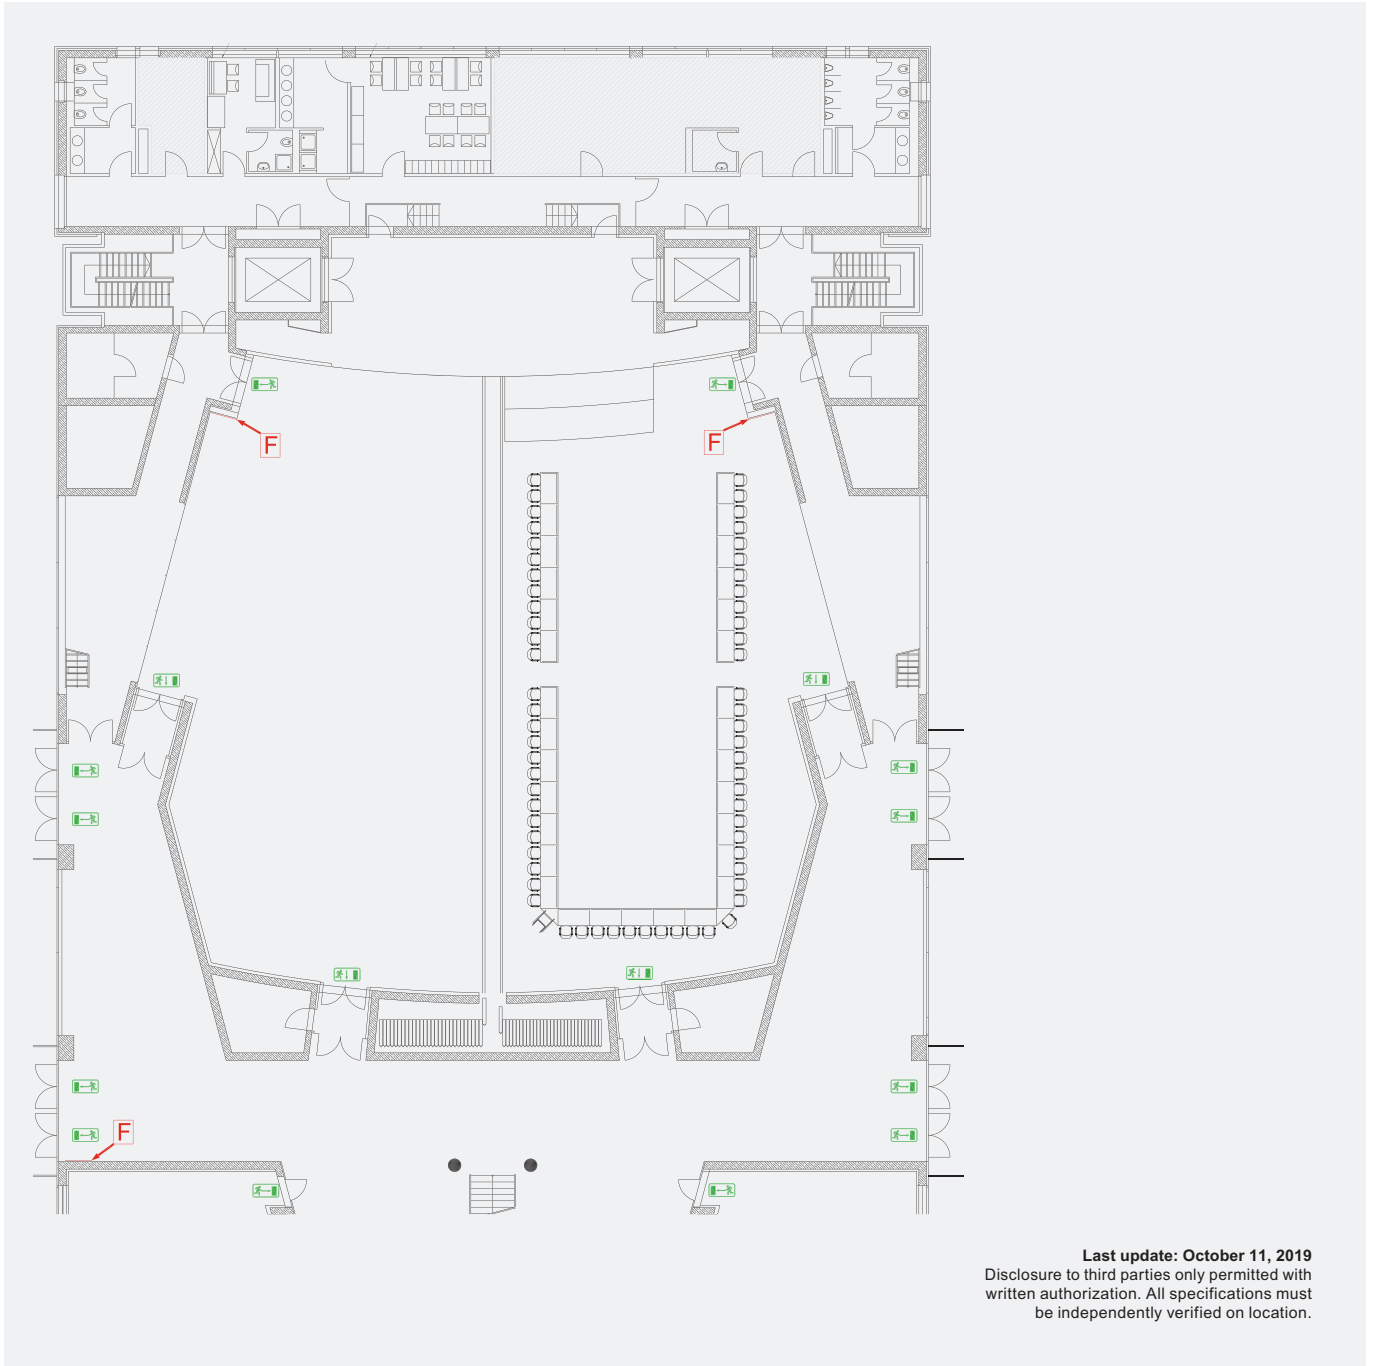 F
F
F
Last update: October 11, 2019
Disclosure to third parties only permitted with
written authorization. All specifications must
be independently verified on location.